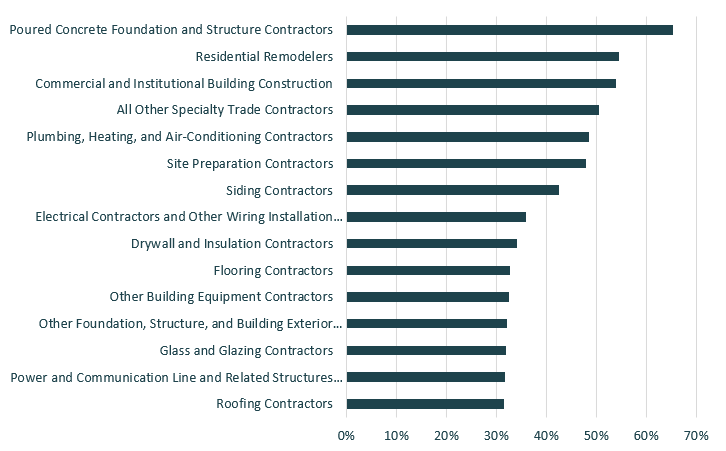 Poured Concrete Foundation and Structure Contractors
Residential Remodelers
Commercial and Institutional Building Construction
All Other Specialty Trade Contractors
Plumbing, Heating, and Air-Conditioning Contractors
Site Preparation Contractors
Siding Contractors
Electrical Contractors and Other Wiring Installation…
Drywall and Insulation Contractors
Flooring Contractors
Other Building Equipment Contractors
Other Foundation, Structure, and Building Exterior…
Glass and Glazing Contractors
Power and Communication Line and Related Structures…
Roofing Contractors
0% 10% 20% 30% 40% 50% 60% 70%